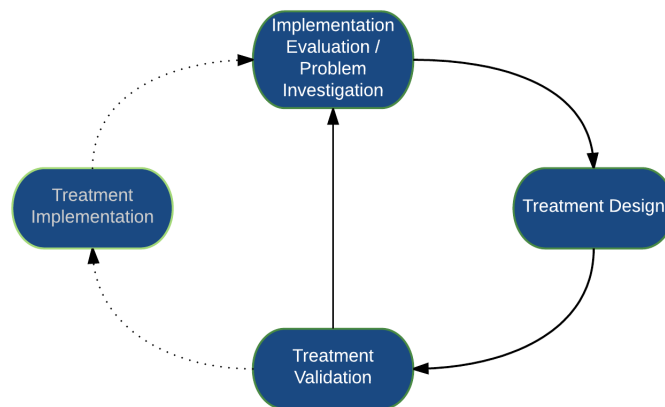 Implementation
Evaluation /
Problem
Investigation
Treatment
Implementation
Treatment Design
Treatment
Validation